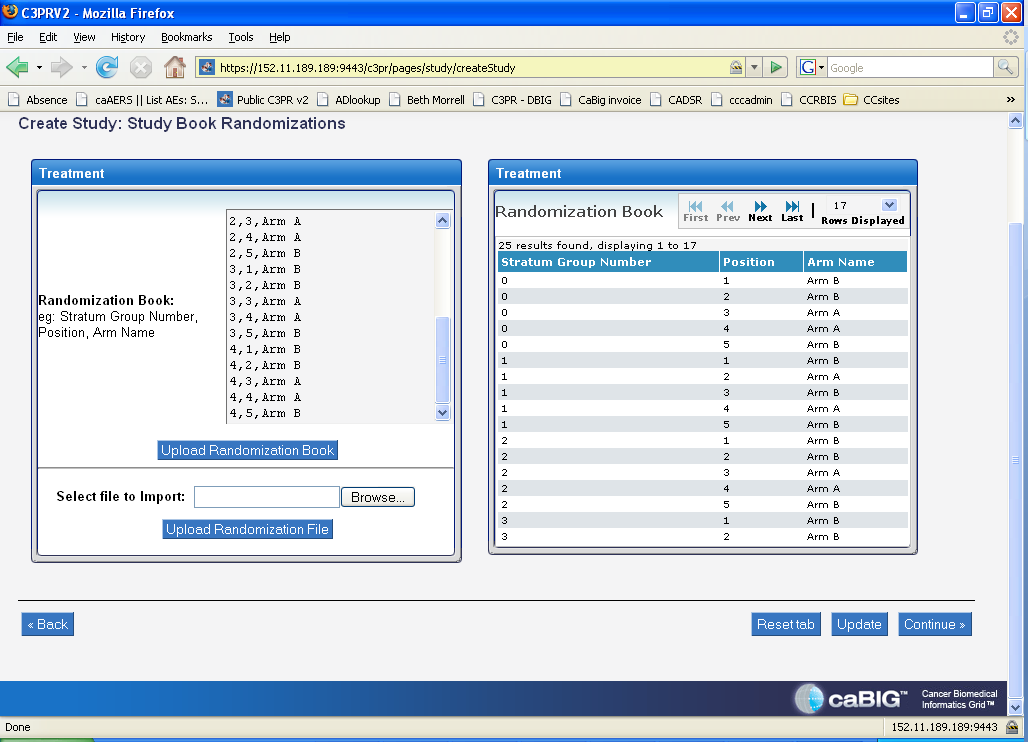 C3PRV2 - Mozilla Firefox
File Edit View History Bookmarks Tools Help
https://152.11.189.189:9443/c3pr/pages/study/createStudy
G Google
Absence caAERS || List AEs: S... Public C3PR v2 ADlookup Beth Morrell C3PR - DBIG CaBig invoice CADSR cccadmin CCRBIS CCsites »
Create Study: Study Book Randomizations
Treatment
Randomization Book:
eg: Stratum Group Number,
Position, Arm Name
2,3,Arm A
2,4,Arm A
2,5,Arm B
3,1,Arm B
3,2,Arm B
3,3,Arm A
3,4,Arm A
3,5,Arm B
4,1,Arm B
4,2,Arm B
4,3,Arm A
4,4,Arm A
4,5,Arm B
Upload Randomization Book
Select file to Import: Browse...
Upload Randomization File
Treatment
Randomization Book First Prev Next Last | 17 Rows Displayed
25 results found, displaying 1 to 17
Stratum Group Number Position Arm Name
0 1 Arm B
0 2 Arm B
0 3 Arm A
0 4 Arm A
0 5 Arm B
1 1 Arm B
1 2 Arm A
1 3 Arm B
1 4 Arm A
1 5 Arm B
2 1 Arm B
2 2 Arm B
2 3 Arm A
2 4 Arm A
2 5 Arm B
3 1 Arm B
3 2 Arm B
« Back Reset tab Update Continue »
caBIG™ Cancer Biomedical
Informatics Grid™
Done 152.11.189.189:9443